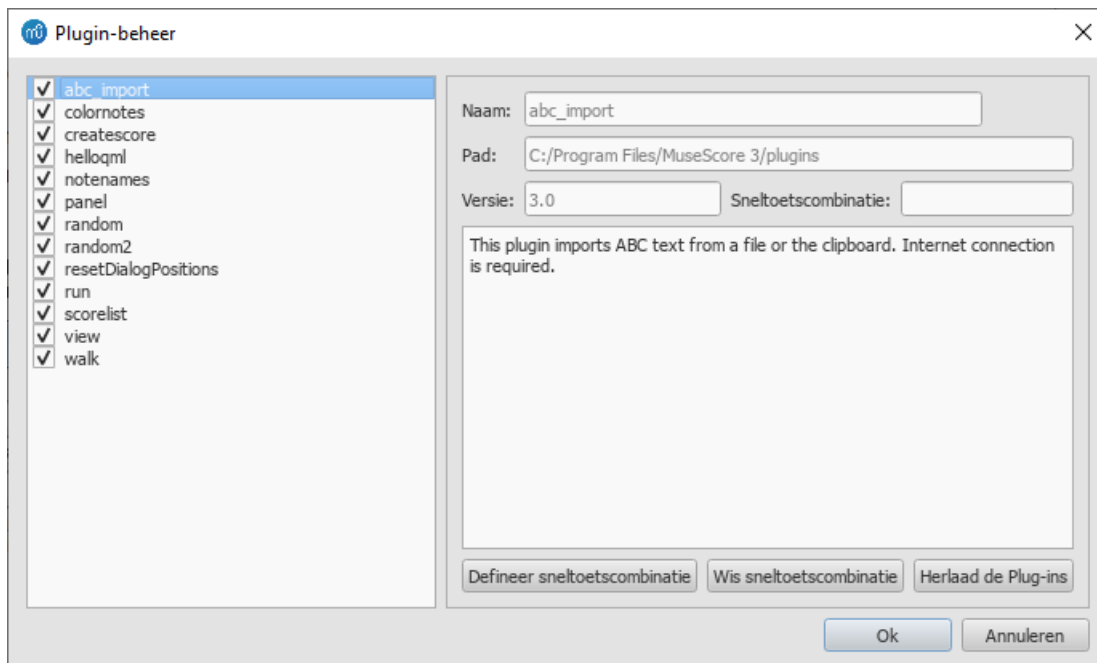 Plugin-beheer
abc_import
colornotes
createscore
helloqml
notenames
panel
random
random2
resetDialogPositions
run
scorelist
view
walk
Naam: abc_import
Pad: C:/Program Files/MuseScore 3/plugins
Versie: 3.0 Sneltoetscombinatie:
This plugin imports ABC text from a file or the clipboard. Internet connection
is required.
Defineer sneltoetscombinatie Wis sneltoetscombinatie Herlaad de Plug-ins
Ok Annuleren